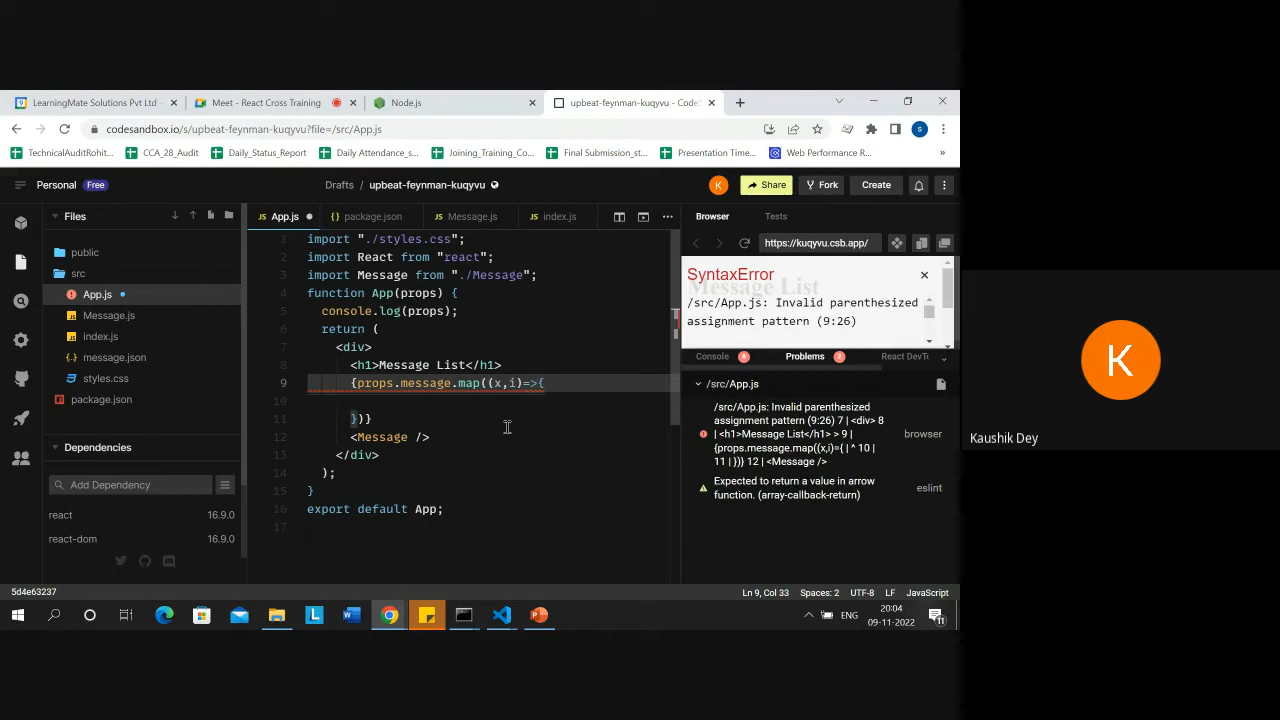 LearningMate Solutions Pvt Ltd
Meet - React Cross Training
Node.js
upbeat-feynman-kuqyvu - CodeS
codesandbox.io/s/upbeat-feynman-kuqyvu?file=/src/App.js
S
TechnicalAuditRohit...
CCA_28_Audit
Daily_Status_Report
Daily Attendance_s...
Joining_Training_Co...
Final Submission_st...
Presentation Time...
Web Performance R...
»
Personal Free
Drafts / upbeat-feynman-kuqyvu
K
Share
Fork
Create
Files
public
src
App.js
Message.js
index.js
message.json
styles.css
package.json
Dependencies
Add Dependency
react 16.9.0
react-dom 16.9.0
JS App.js
{} package.json
JS Message.js
JS index.js
1 import "./styles.css";
2 import React from "react";
3 import Message from "./Message";
4 function App(props) {
5 console.log(props);
6 return (
7 <div>
8 <h1>Message List</h1>
9 {props.message.map((x,i)=>{
10
11 })}
12 <Message />
13 </div>
14 );
15 }
16 export default App;
17
Browser
Tests
https://kuqyvu.csb.app/
SyntaxError
Message List
/src/App.js: Invalid parenthesized
assignment pattern (9:26)
Console
Problems 2
React DevT
/src/App.js
/src/App.js: Invalid parenthesized
assignment pattern (9:26) 7 | <div> 8
| <h1>Message List</h1> > 9 |
{props.message.map((x,i)={ | ^ 10 |
11 | })} 12 | <Message />
browser
Expected to return a value in arrow
function. (array-callback-return)
eslint
5d4e63237
Ln 9, Col 33
Spaces: 2
UTF-8
LF
JavaScript
L
ENG
20:04
09-11-2022
11
K
Kaushik Dey